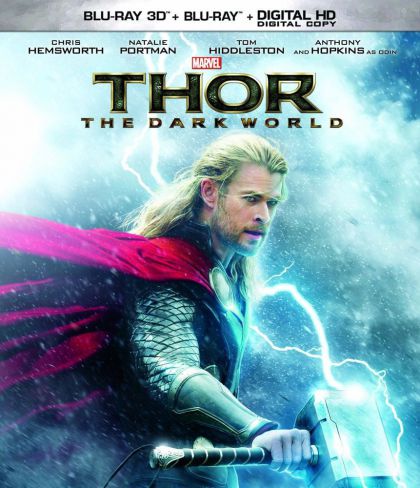 BLU-RAY 3D™ + BLU-RAY™ + DIGITAL HD
DIGITAL COPY
CHRIS HEMSWORTH NATALIE PORTMAN TOM HIDDLESTON ANTHONY AND HOPKINS AS ODIN
MARVEL
THOR
THE DARK WORLD